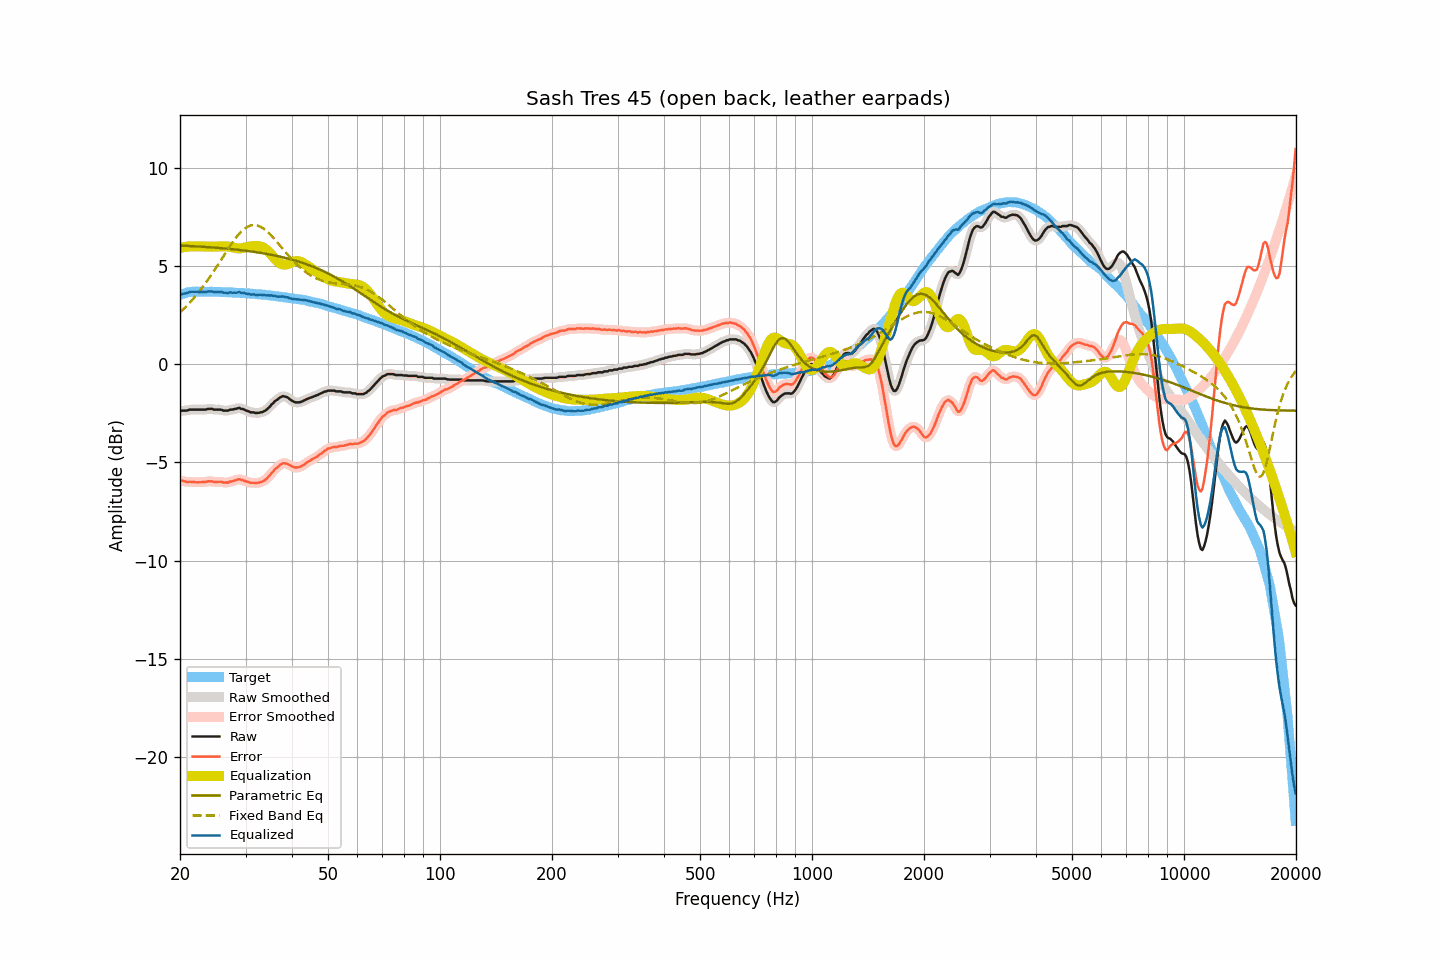 Sash Tres 45 (open back, leather earpads)
10
5
0
−5
−10
−15
−20
Amplitude (dBr)
Target
Raw Smoothed
Error Smoothed
Raw
Error
Equalization
Parametric Eq
Fixed Band Eq
Equalized
20 50 100 200 500 1000 2000 5000 10000 20000
Frequency (Hz)